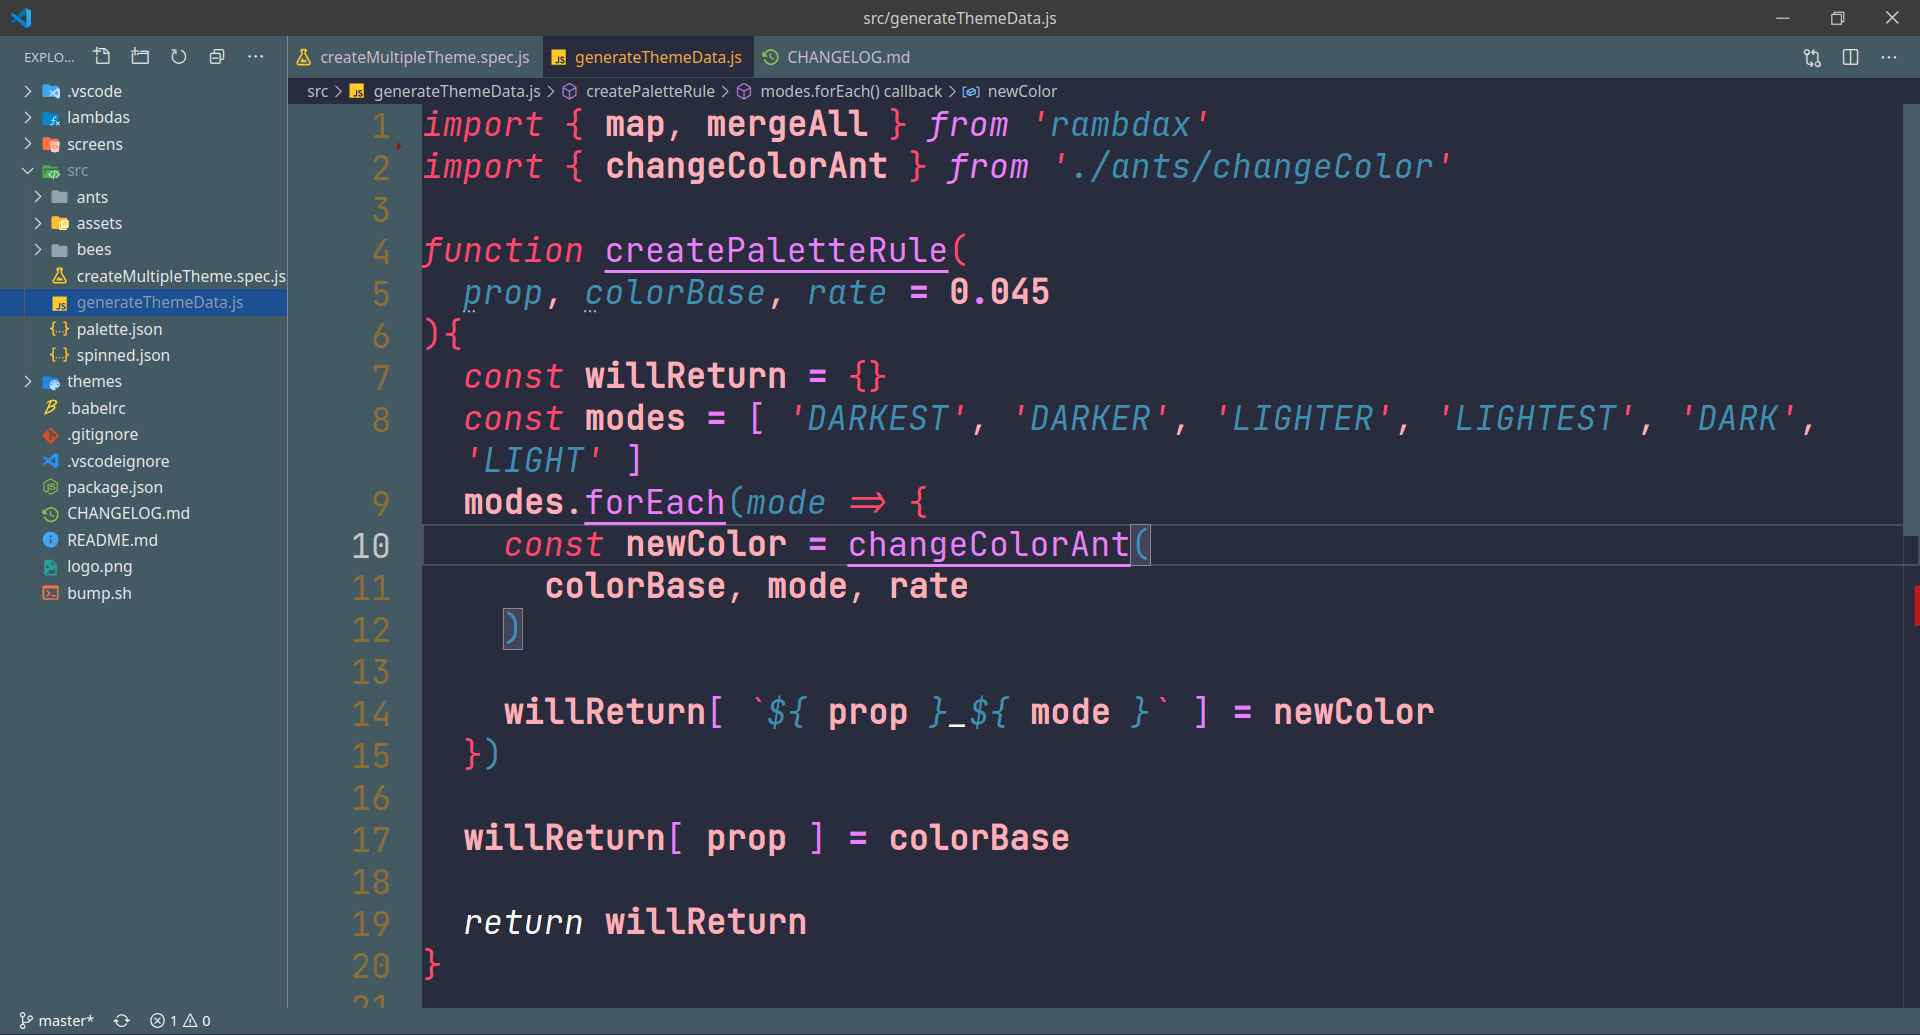 src/generateThemeData.js
EXPLO...
createMultipleTheme.spec.js
generateThemeData.js
CHANGELOG.md
src > generateThemeData.js > createPaletteRule > modes.forEach() callback > newColor
.vscode
lambdas
screens
src
ants
assets
bees
createMultipleTheme.spec.js
generateThemeData.js
palette.json
spinned.json
themes
.babelrc
.gitignore
.vscodeignore
package.json
CHANGELOG.md
README.md
logo.png
bump.sh
1 import { map, mergeAll } from 'rambdax'
2 import { changeColorAnt } from './ants/changeColor'
3
4 function createPaletteRule(
5 prop, colorBase, rate = 0.045
6 ){
7 const willReturn = {}
8 const modes = [ 'DARKEST', 'DARKER', 'LIGHTER', 'LIGHTEST', 'DARK',
'LIGHT' ]
9 modes.forEach(mode => {
10 const newColor = changeColorAnt(
11 colorBase, mode, rate
12 )
13
14 willReturn[ `${ prop }_${ mode }` ] = newColor
15 })
16
17 willReturn[ prop ] = colorBase
18
19 return willReturn
20 }
21
master* 1 0